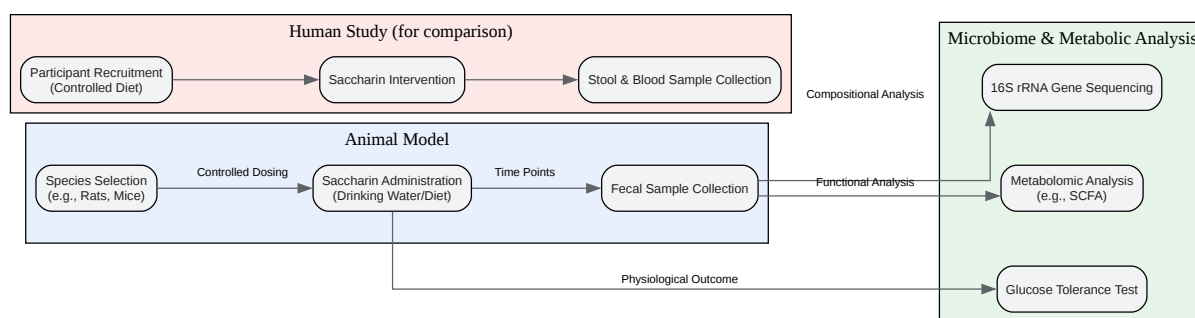 Human Study (for comparison)
Participant Recruitment
(Controlled Diet)
Saccharin Intervention
Stool & Blood Sample Collection
Animal Model
Species Selection
(e.g., Rats, Mice)
Controlled Dosing
Saccharin Administration
(Drinking Water/Diet)
Time Points
Fecal Sample Collection
Compositional Analysis
Functional Analysis
Physiological Outcome
Microbiome & Metabolic Analysis
16S rRNA Gene Sequencing
Metabolomic Analysis
(e.g., SCFA)
Glucose Tolerance Test